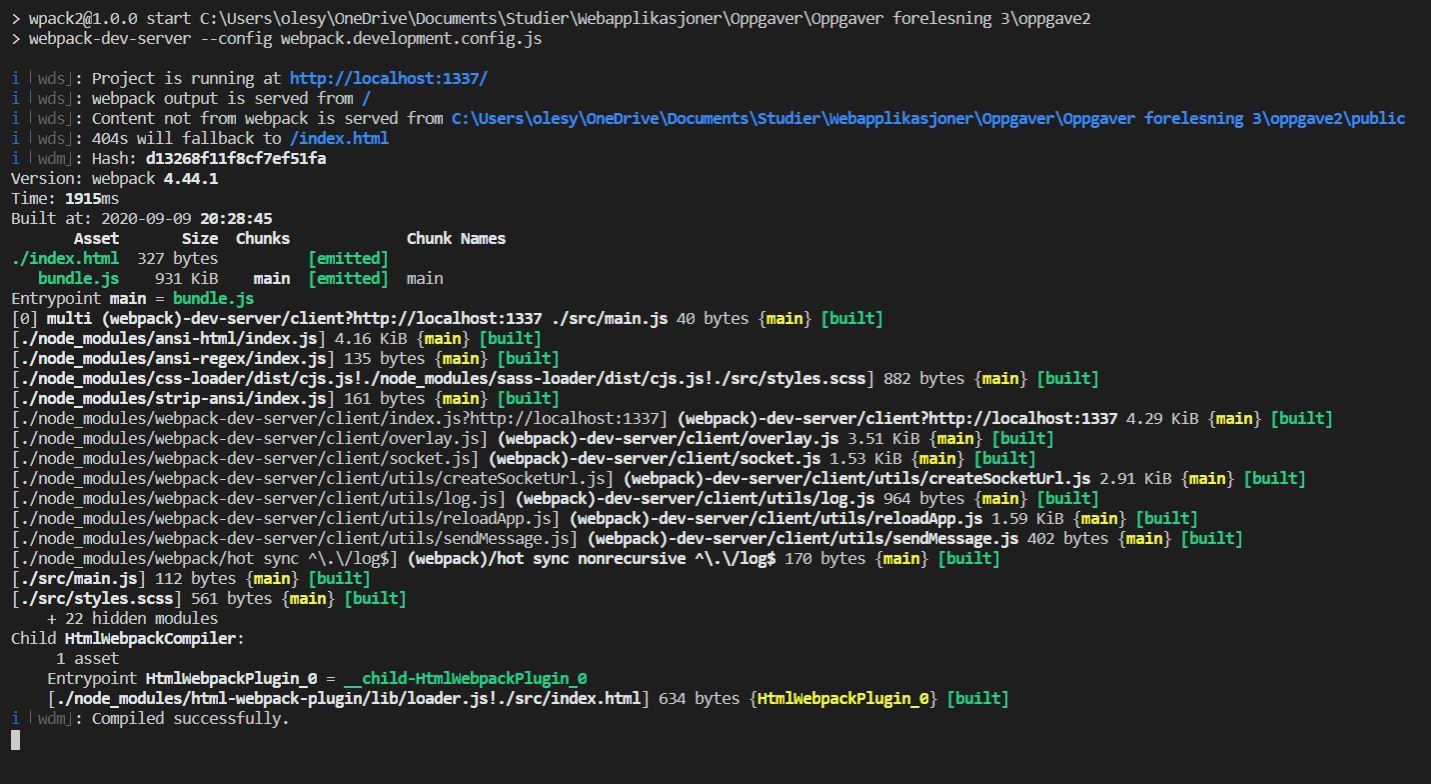 > wpack2@1.0.0 start C:\Users\olesy\OneDrive\Documents\Studier\Webapplikasjoner\Oppgaver\Oppgaver forelesning 3\oppgave2
> webpack-dev-server --config webpack.development.config.js
i ｢wds｣: Project is running at http://localhost:1337/
i ｢wds｣: webpack output is served from /
i ｢wds｣: Content not from webpack is served from C:\Users\olesy\OneDrive\Documents\Studier\Webapplikasjoner\Oppgaver\Oppgaver forelesning 3\oppgave2\public
i ｢wds｣: 404s will fallback to /index.html
i ｢wdm｣: Hash: d13268f11f8cf7ef51fa
Version: webpack 4.44.1
Time: 1915ms
Built at: 2020-09-09 20:28:45
       Asset       Size  Chunks             Chunk Names
./index.html  327 bytes          [emitted]
   bundle.js    931 KiB    main  [emitted]  main
Entrypoint main = bundle.js
[0] multi (webpack)-dev-server/client?http://localhost:1337 ./src/main.js 40 bytes {main} [built]
[./node_modules/ansi-html/index.js] 4.16 KiB {main} [built]
[./node_modules/ansi-regex/index.js] 135 bytes {main} [built]
[./node_modules/css-loader/dist/cjs.js!./node_modules/sass-loader/dist/cjs.js!./src/styles.scss] 882 bytes {main} [built]
[./node_modules/strip-ansi/index.js] 161 bytes {main} [built]
[./node_modules/webpack-dev-server/client/index.js?http://localhost:1337] (webpack)-dev-server/client?http://localhost:1337 4.29 KiB {main} [built]
[./node_modules/webpack-dev-server/client/overlay.js] (webpack)-dev-server/client/overlay.js 3.51 KiB {main} [built]
[./node_modules/webpack-dev-server/client/socket.js] (webpack)-dev-server/client/socket.js 1.53 KiB {main} [built]
[./node_modules/webpack-dev-server/client/utils/createSocketUrl.js] (webpack)-dev-server/client/utils/createSocketUrl.js 2.91 KiB {main} [built]
[./node_modules/webpack-dev-server/client/utils/log.js] (webpack)-dev-server/client/utils/log.js 964 bytes {main} [built]
[./node_modules/webpack-dev-server/client/utils/reloadApp.js] (webpack)-dev-server/client/utils/reloadApp.js 1.59 KiB {main} [built]
[./node_modules/webpack-dev-server/client/utils/sendMessage.js] (webpack)-dev-server/client/utils/sendMessage.js 402 bytes {main} [built]
[./node_modules/webpack/hot sync ^\.\/log$] (webpack)/hot sync nonrecursive ^\.\/log$ 170 bytes {main} [built]
[./src/main.js] 112 bytes {main} [built]
[./src/styles.scss] 561 bytes {main} [built]
    + 22 hidden modules
Child HtmlWebpackCompiler:
     1 asset
    Entrypoint HtmlWebpackPlugin_0 = __child-HtmlWebpackPlugin_0
    [./node_modules/html-webpack-plugin/lib/loader.js!./src/index.html] 634 bytes {HtmlWebpackPlugin_0} [built]
i ｢wdm｣: Compiled successfully.